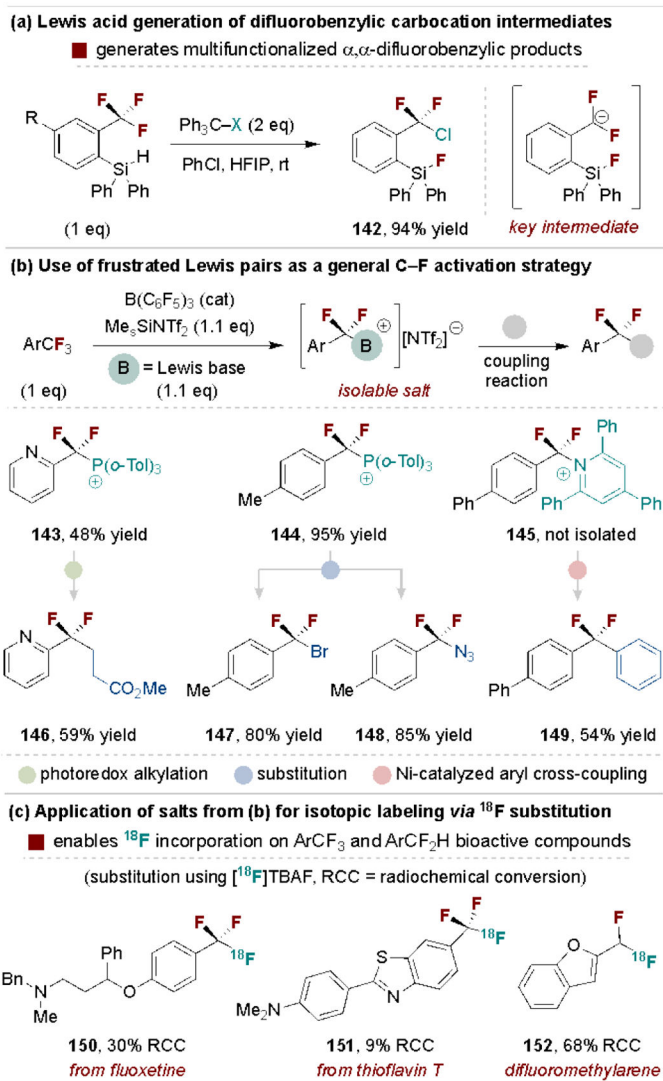 (a) Lewis acid generation of difluorobenzylic carbocation intermediates
generates multifunctionalized α,α-difluorobenzylic products
F F
F
R
H
Si
Ph Ph
(1 eq)
Ph3C–X (2 eq)
PhCl, HFIP, rt
F F
Cl
F
Si
Ph Ph
142, 94% yield
F
⊖
F
F
Si
Ph Ph
key intermediate
(b) Use of frustrated Lewis pairs as a general C–F activation strategy
ArCF3
(1 eq)
B(C6F5)3 (cat)
MesSiNTf2 (1.1 eq)
B = Lewis base
(1.1 eq)
F F
Ar B ⊕ [NTf2]⊖
isolable salt
coupling
reaction
F F
Ar
F F
N P(o-Tol)3
⊕
143, 48% yield
F F
P(o-Tol)3
⊕
Me
144, 95% yield
F F Ph
N
⊕
Ph Ph Ph
145, not isolated
F F
N
CO2Me
146, 59% yield
F F
Br
Me
147, 80% yield
F F
N3
Me
148, 85% yield
F F
Ph
149, 54% yield
photoredox alkylation substitution Ni-catalyzed aryl cross-coupling
(c) Application of salts from (b) for isotopic labeling via 18F substitution
enables 18F incorporation on ArCF3 and ArCF2H bioactive compounds
(substitution using [18F]TBAF, RCC = radiochemical conversion)
F F
18F
Ph
Bn
N
Me
O
150, 30% RCC
from fluoxetine
F F
18F
S
N
Me2N
151, 9% RCC
from thioflavin T
F
O
18F
152, 68% RCC
difluoromethylarene